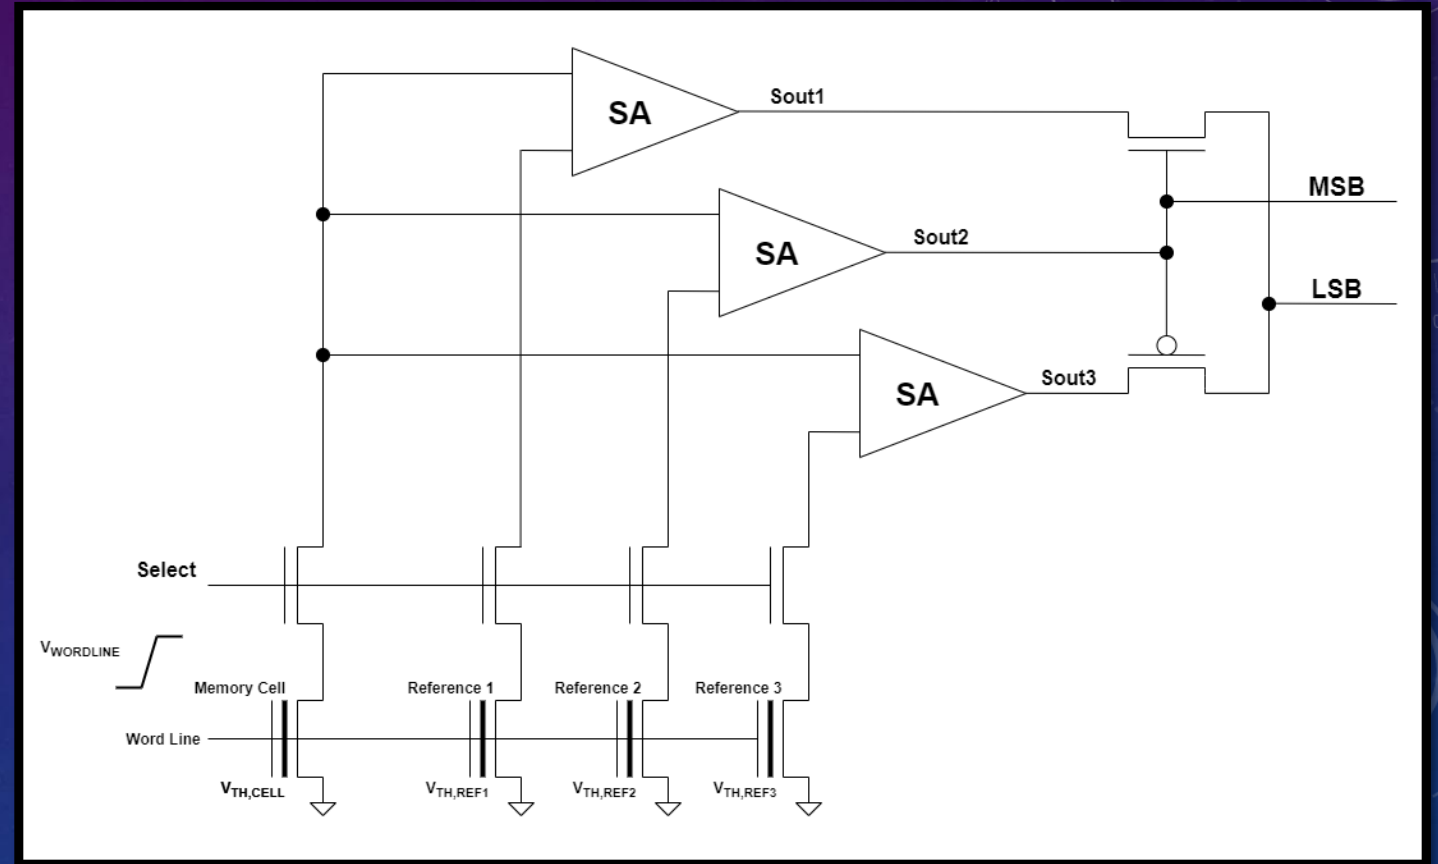 SA
Sout1
MSB
SA
Sout2
LSB
SA
Sout3
Select
VWORDLINE
Memory Cell
Reference 1
Reference 2
Reference 3
Word Line
VTH,CELL
VTH,REF1
VTH,REF2
VTH,REF3